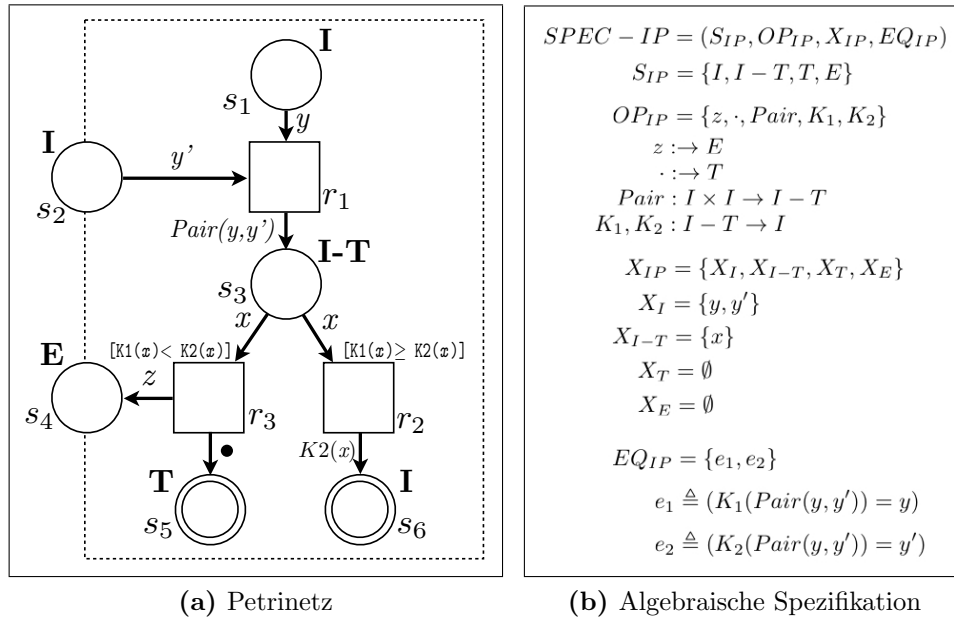 I
s1
y
I
y'
s2
r1
Pair(y,y')
I-T
s3
x
x
[K1(x)< K2(x)]
[K1(x)≥ K2(x)]
E
z
s4
r3
r2
•
K2(x)
T
I
s5
s6
(a) Petrinetz
SPEC − IP = (S_IP, OP_IP, X_IP, EQ_IP)
S_IP = {I, I − T, T, E}
OP_IP = {z, ·, Pair, K1, K2}
z :→ E
· :→ T
Pair : I × I → I − T
K1, K2 : I − T → I
X_IP = {X_I, X_I−T, X_T, X_E}
X_I = {y, y'}
X_I−T = {x}
X_T = ∅
X_E = ∅
EQ_IP = {e1, e2}
e1 ≜ (K1(Pair(y, y')) = y)
e2 ≜ (K2(Pair(y, y')) = y')
(b) Algebraische Spezifikation